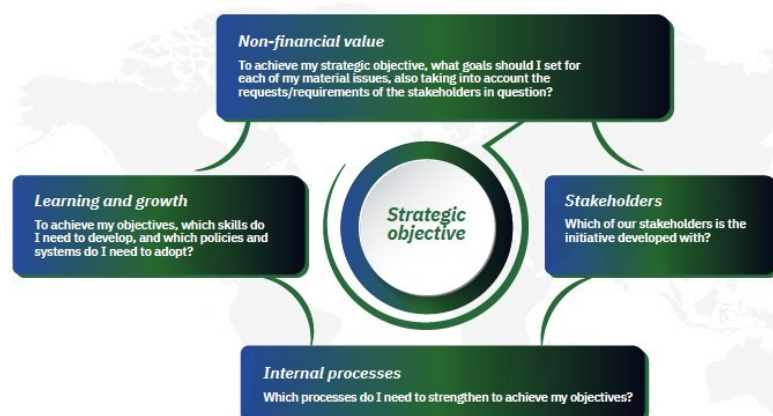 Non-financial value
To achieve my strategic objective, what goals should I set for
each of my material issues, also taking into account the
requests/requirements of the stakeholders in question?
Learning and growth
To achieve my objectives, which skills do
I need to develop, and which policies and
systems do I need to adopt?
Strategic
objective
Stakeholders
Which of our stakeholders is the
initiative developed with?
Internal processes
Which processes do I need to strengthen to achieve my objectives?